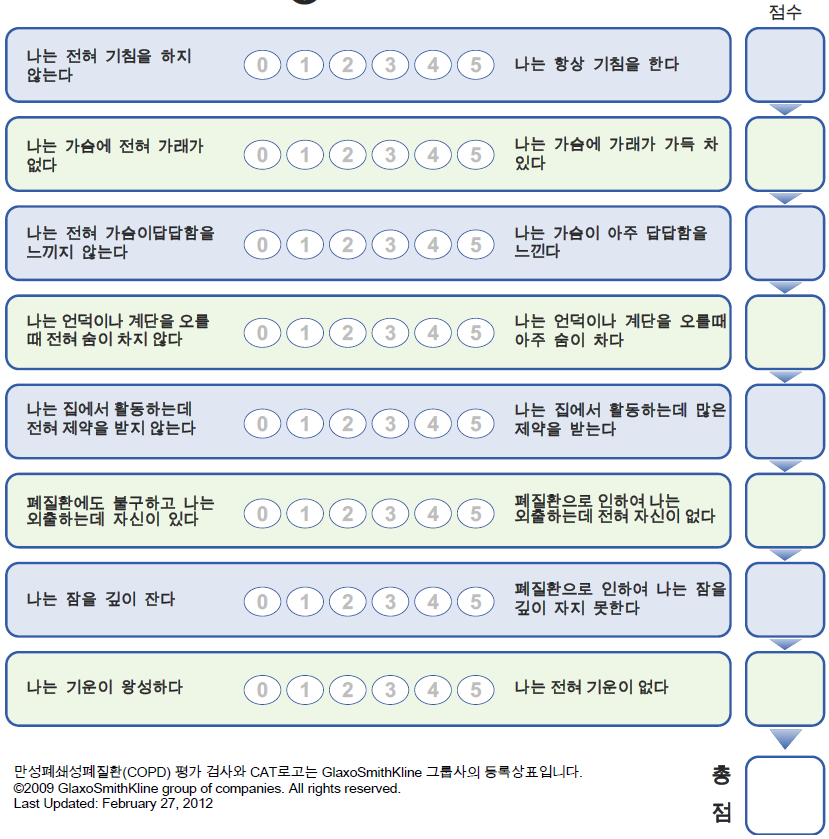 점수
나는 전혀 기침을 하지
않는다
0 1 2 3 4 5
나는 항상 기침을 한다
나는 가슴에 전혀 가래가
없다
0 1 2 3 4 5
나는 가슴에 가래가 가득 차
있다
나는 전혀 가슴이답답함을
느끼지 않는다
0 1 2 3 4 5
나는 가슴이 아주 답답함을
느낀다
나는 언덕이나 계단을 오를
때 전혀 숨이 차지 않다
0 1 2 3 4 5
나는 언덕이나 계단을 오를때
아주 숨이 차다
나는 집에서 활동하는데
전혀 제약을 받지 않는다
0 1 2 3 4 5
나는 집에서 활동하는데 많은
제약을 받는다
폐질환에도 불구하고 나는
외출하는데 자신이 있다
0 1 2 3 4 5
폐질환으로 인하여 나는
외출하는데 전혀 자신이 없다
나는 잠을 깊이 잔다
0 1 2 3 4 5
폐질환으로 인하여 나는 잠을
깊이 자지 못한다
나는 기운이 왕성하다
0 1 2 3 4 5
나는 전혀 기운이 없다
만성폐쇄성폐질환(COPD) 평가 검사와 CAT로고는 GlaxoSmithKline 그룹사의 등록상표입니다.
©2009 GlaxoSmithKline group of companies. All rights reserved.
Last Updated: February 27, 2012
총
점